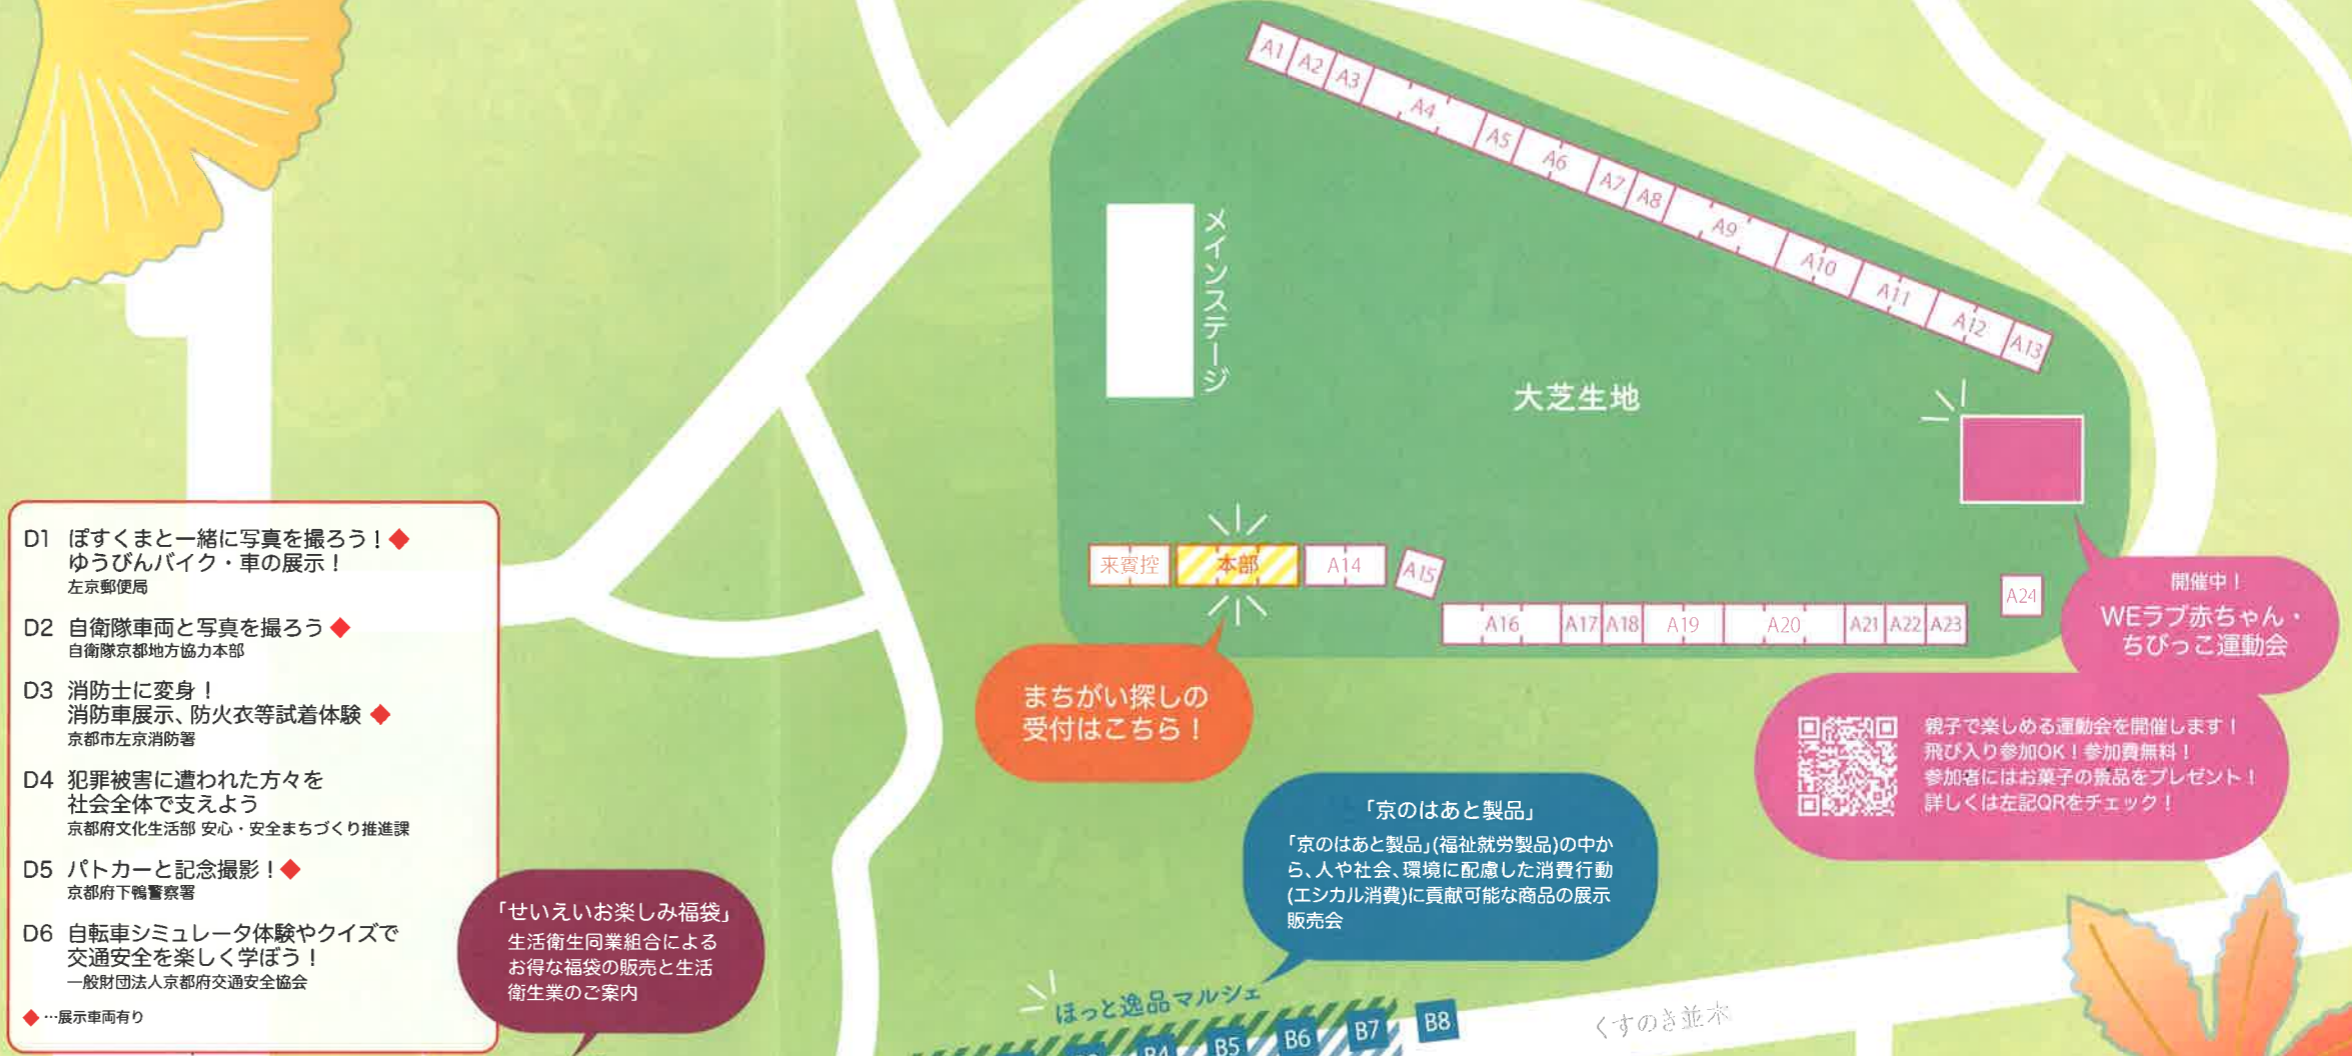 A1
A2
A3
A4
A5
A6
A7
A8
A9
A10
A11
A12
A13
メインステージ
大芝生地
来賓控
本部
A14
A15
A16
A17
A18
A19
A20
A21
A22
A23
A24
開催中！
WEラブ赤ちゃん・
ちびっこ運動会
親子で楽しめる運動会を開催します！
飛び入り参加OK！参加費無料！
参加者にはお菓子の景品をプレゼント！
詳しくは左記QRをチェック！
まちがい探しの
受付はこちら！
D1 ぽすくまと一緒に写真を撮ろう！◆
ゆうびんバイク・車の展示！
左京郵便局
D2 自衛隊車両と写真を撮ろう◆
自衛隊京都地方協力本部
D3 消防士に変身！
消防車展示、防火衣等試着体験◆
京都市左京消防署
D4 犯罪被害に遭われた方々を
社会全体で支えよう
京都府文化生活部 安心・安全まちづくり推進課
D5 パトカーと記念撮影！◆
京都府下鴨警察署
D6 自転車シミュレータ体験やクイズで
交通安全を楽しく学ぼう！
一般財団法人京都府交通安全協会
◆…展示車両有り
「せいえいお楽しみ福袋」
生活衛生同業組合による
お得な福袋の販売と生活
衛生業のご案内
「京のはあと製品」
「京のはあと製品」(福祉就労製品)の中か
ら、人や社会、環境に配慮した消費行動
(エシカル消費)に貢献可能な商品の展示
販売会
ほっと逸品マルシェ
B4
B5
B6
B7
B8
くすのき並木